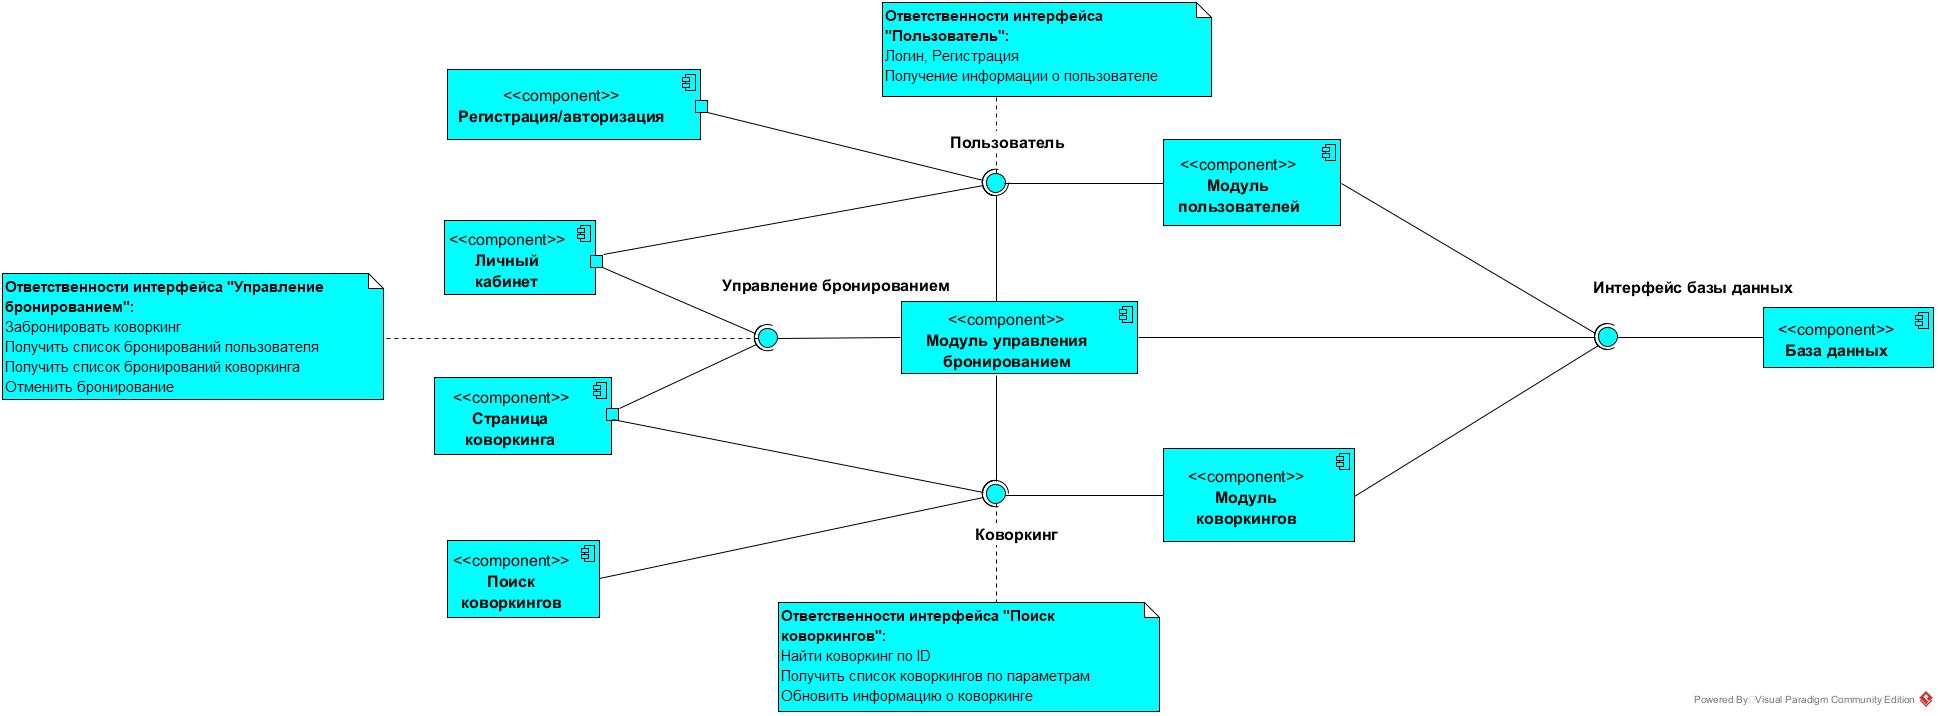 Ответственности интерфейса
"Пользователь":
Логин, Регистрация
Получение информации о пользователе
<<component>>
Регистрация/авторизация
Пользователь
<<component>>
Модуль
пользователей
<<component>>
Личный
кабинет
Ответственности интерфейса "Управление
бронированием":
Забронировать коворкинг
Получить список бронирований пользователя
Получить список бронирований коворкинга
Отменить бронирование
Управление бронированием
<<component>>
Модуль управления
бронированием
Интерфейс базы данных
<<component>>
База данных
<<component>>
Страница
коворкинга
<<component>>
Модуль
коворкингов
Коворкинг
<<component>>
Поиск
коворкингов
Ответственности интерфейса "Поиск
коворкингов":
Найти коворкинг по ID
Получить список коворкингов по параметрам
Обновить информацию о коворкинге
Powered By Visual Paradigm Community Edition